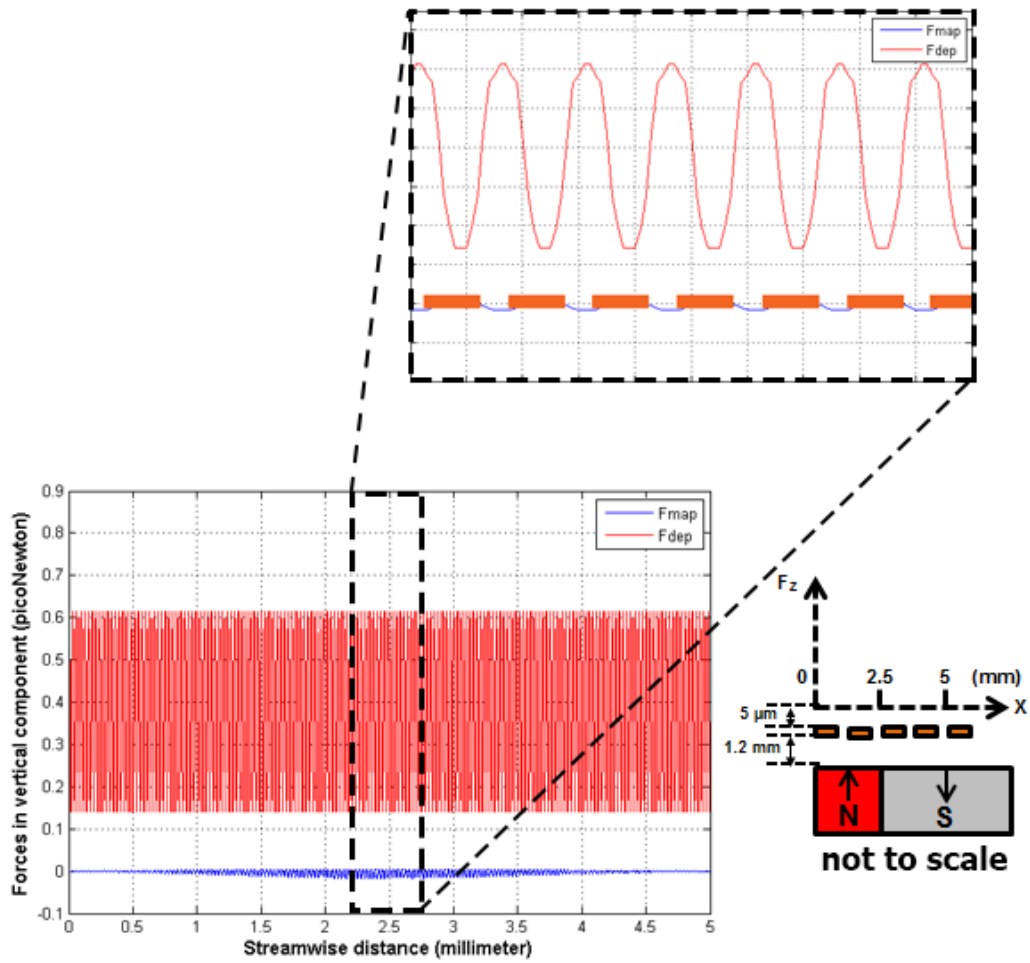 Fmap
Fdep
0.9
0.8
0.7
0.6
0.5
0.4
0.3
0.2
0.1
0
-0.1
Forces in vertical component (picoNewton)
Fmap
Fdep
0 0.5 1 1.5 2 2.5 3 3.5 4 4.5 5
Streamwise distance (millimeter)
Fz
0 2.5 5 (mm)
X
5 µm
1.2 mm
N S
not to scale